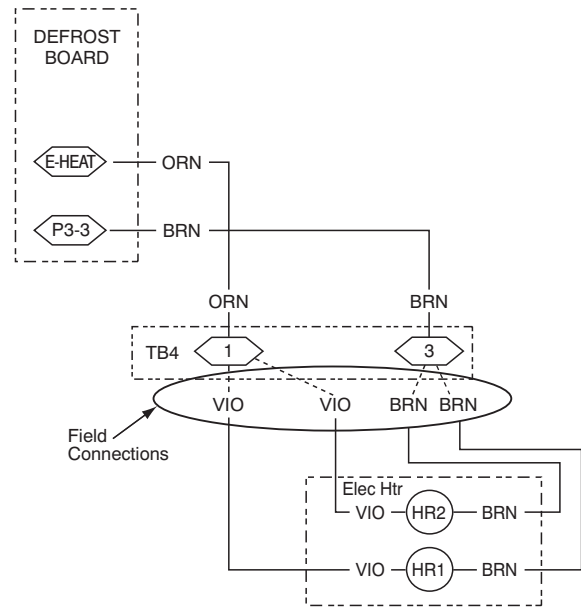 DEFROST
BOARD
E-HEAT ORN
P3-3 BRN
ORN BRN
TB4 1 3
VIO VIO BRN BRN
Field
Connections
Elec Htr
VIO HR2 BRN
VIO HR1 BRN